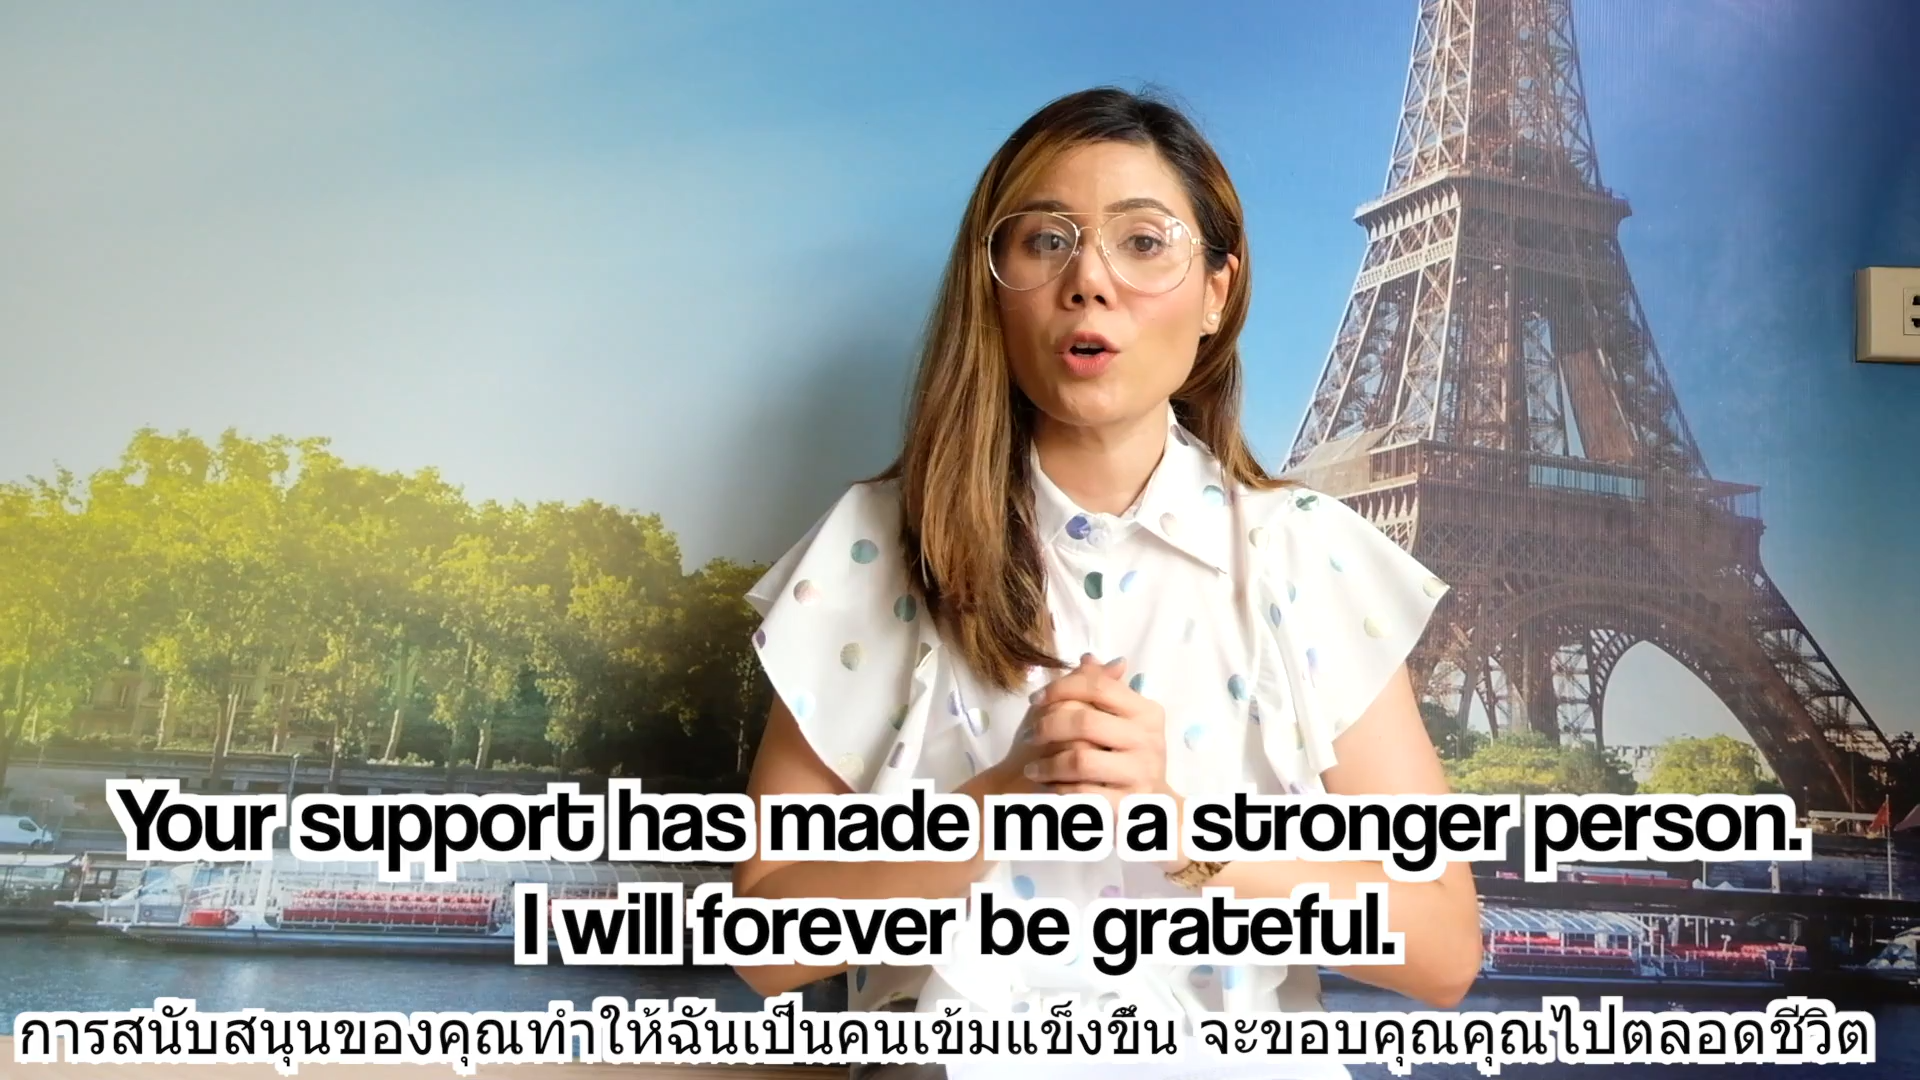 Your support has made me a stronger person.
I will forever be grateful.
การสนับสนุนของคุณทำให้ฉันเป็นคนเข้มแข็งขึ้น จะขอบคุณคุณไปตลอดชีวิต